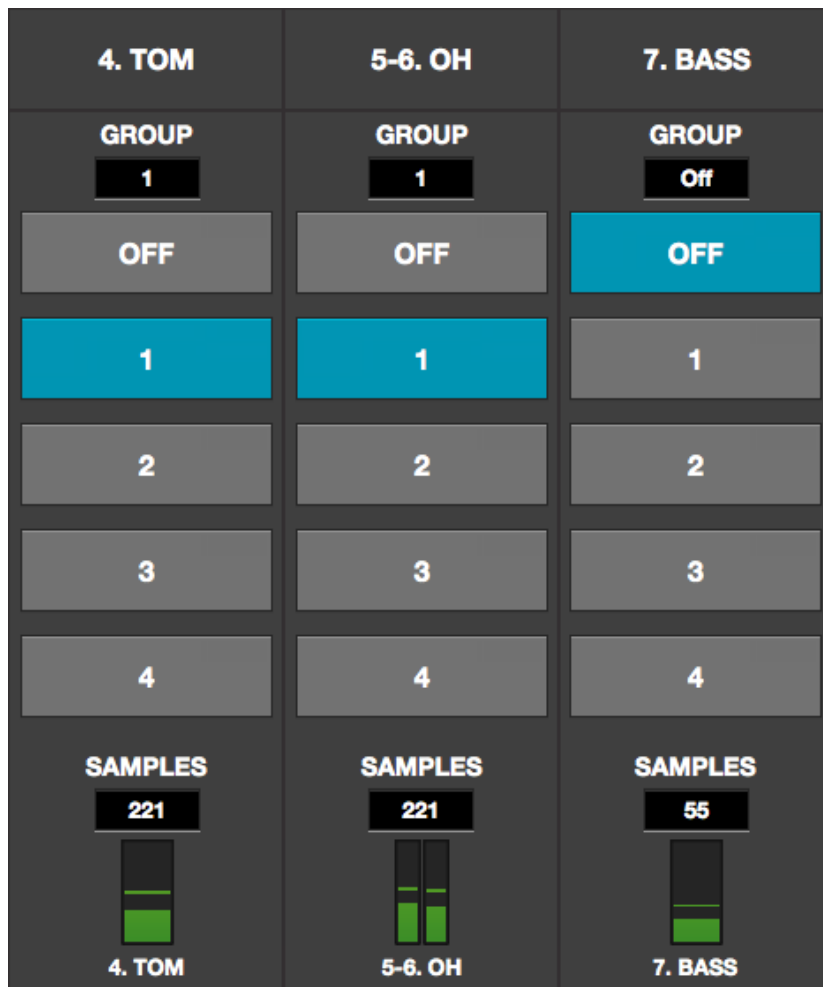 4. TOM
5-6. OH
7. BASS
GROUP
GROUP
GROUP
1
1
Off
OFF
OFF
OFF
1
1
1
2
2
2
3
3
3
4
4
4
SAMPLES
SAMPLES
SAMPLES
221
221
55
4. TOM
5-6. OH
7. BASS